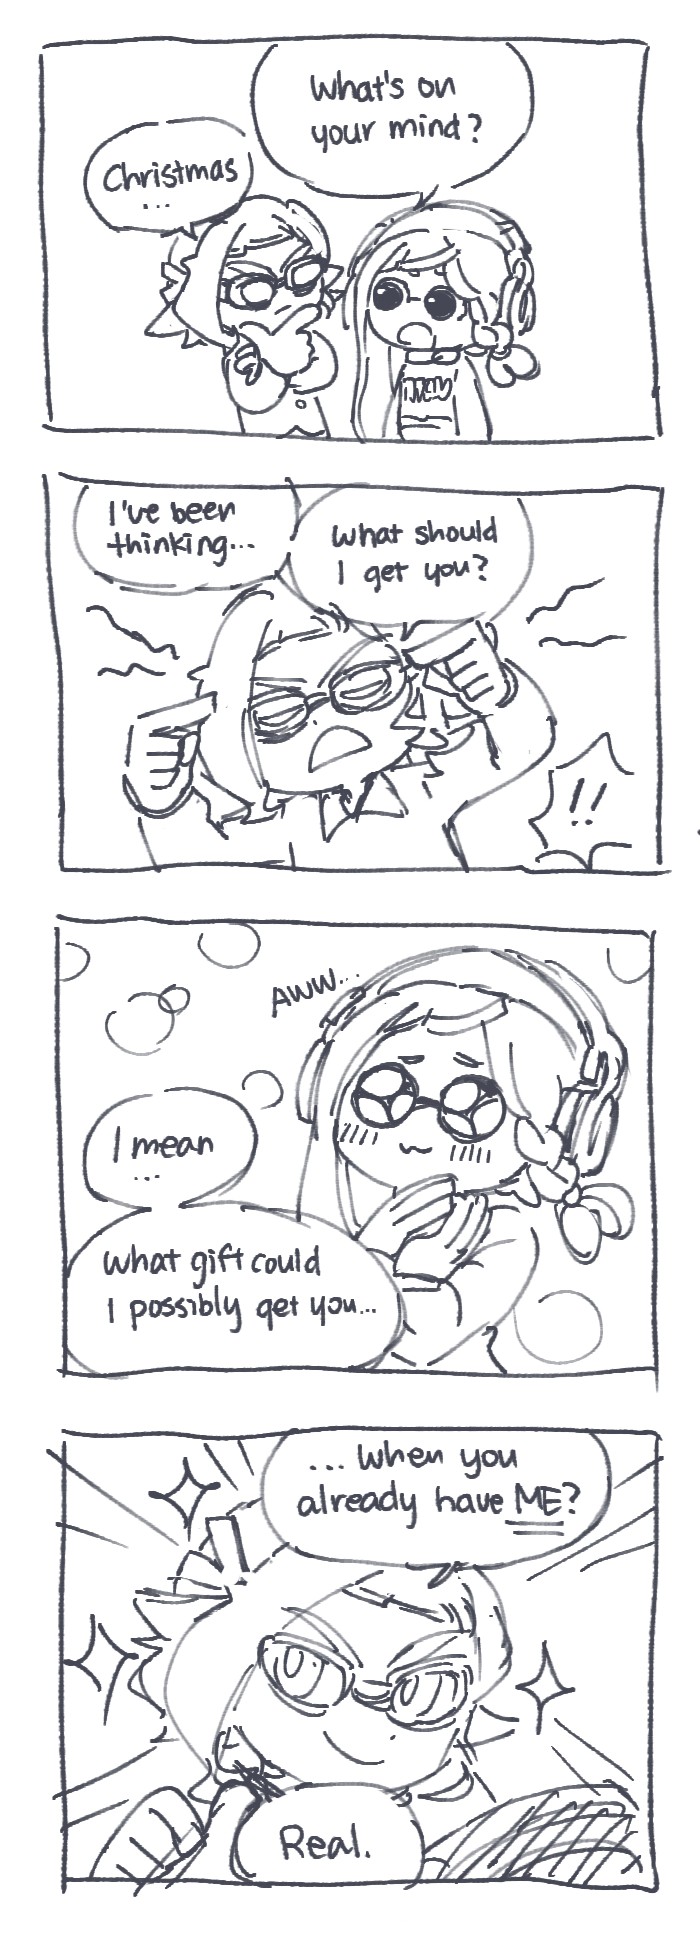 What's on
your mind?
Christmas
...
I've been
thinking...
What should
I get you?
!!
AWW...
I mean
...
What gift could
I possibly get you...
... When you
already have ME?
Real.